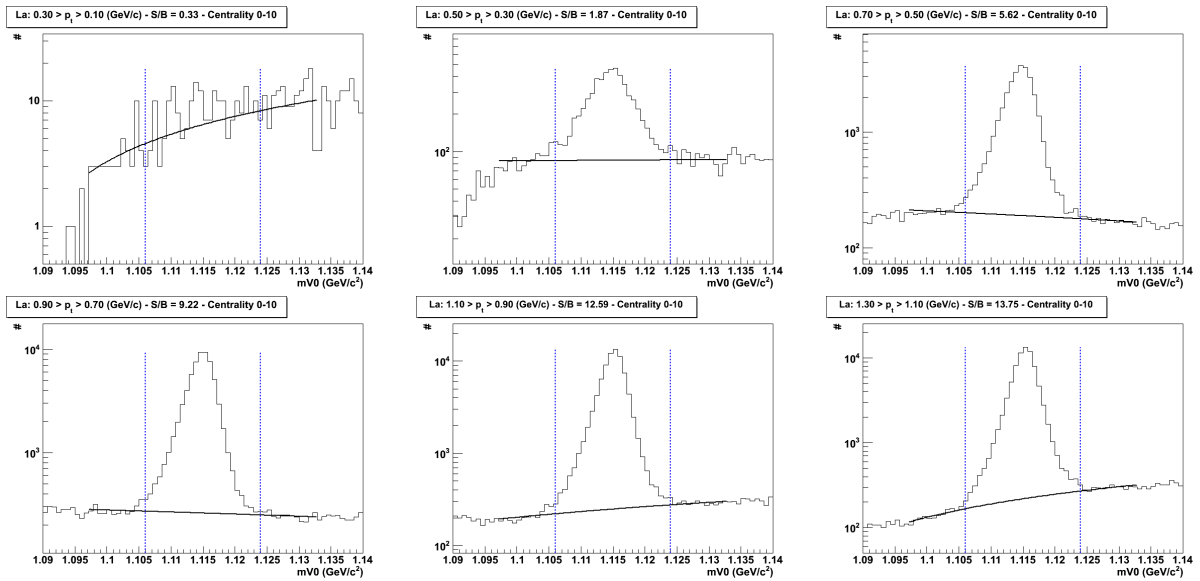 La: 0.30 > pt > 0.10 (GeV/c) - S/B = 0.33 - Centrality 0-10
#
10
1
1.09 1.095 1.1 1.105 1.11 1.115 1.12 1.125 1.13 1.135 1.14
mV0 (GeV/c²)
La: 0.50 > pt > 0.30 (GeV/c) - S/B = 1.87 - Centrality 0-10
#
10²
1.09 1.095 1.1 1.105 1.11 1.115 1.12 1.125 1.13 1.135 1.14
mV0 (GeV/c²)
La: 0.70 > pt > 0.50 (GeV/c) - S/B = 5.62 - Centrality 0-10
#
10³
10²
1.09 1.095 1.1 1.105 1.11 1.115 1.12 1.125 1.13 1.135 1.14
mV0 (GeV/c²)
La: 0.90 > pt > 0.70 (GeV/c) - S/B = 9.22 - Centrality 0-10
#
10⁴
10³
1.09 1.095 1.1 1.105 1.11 1.115 1.12 1.125 1.13 1.135 1.14
mV0 (GeV/c²)
La: 1.10 > pt > 0.90 (GeV/c) - S/B = 12.59 - Centrality 0-10
#
10⁴
10³
10²
1.09 1.095 1.1 1.105 1.11 1.115 1.12 1.125 1.13 1.135 1.14
mV0 (GeV/c²)
La: 1.30 > pt > 1.10 (GeV/c) - S/B = 13.75 - Centrality 0-10
#
10⁴
10³
10²
1.09 1.095 1.1 1.105 1.11 1.115 1.12 1.125 1.13 1.135 1.14
mV0 (GeV/c²)